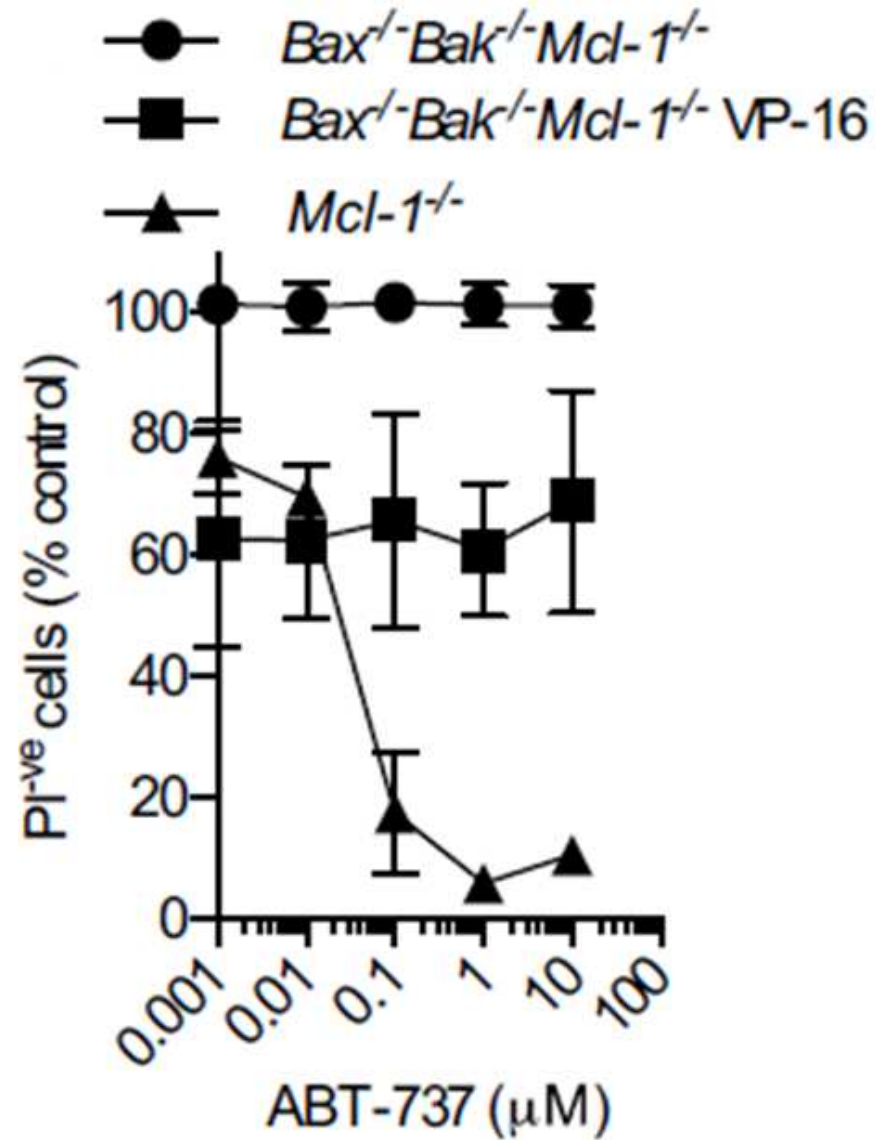 Bax-/-Bak-/-Mcl-1-/-
Bax-/-Bak-/-Mcl-1-/- VP-16
Mcl-1-/-
100
80
60
40
20
0
PI-ve cells (% control)
0.001
0.01
0.1
1
10
100
ABT-737 (μM)